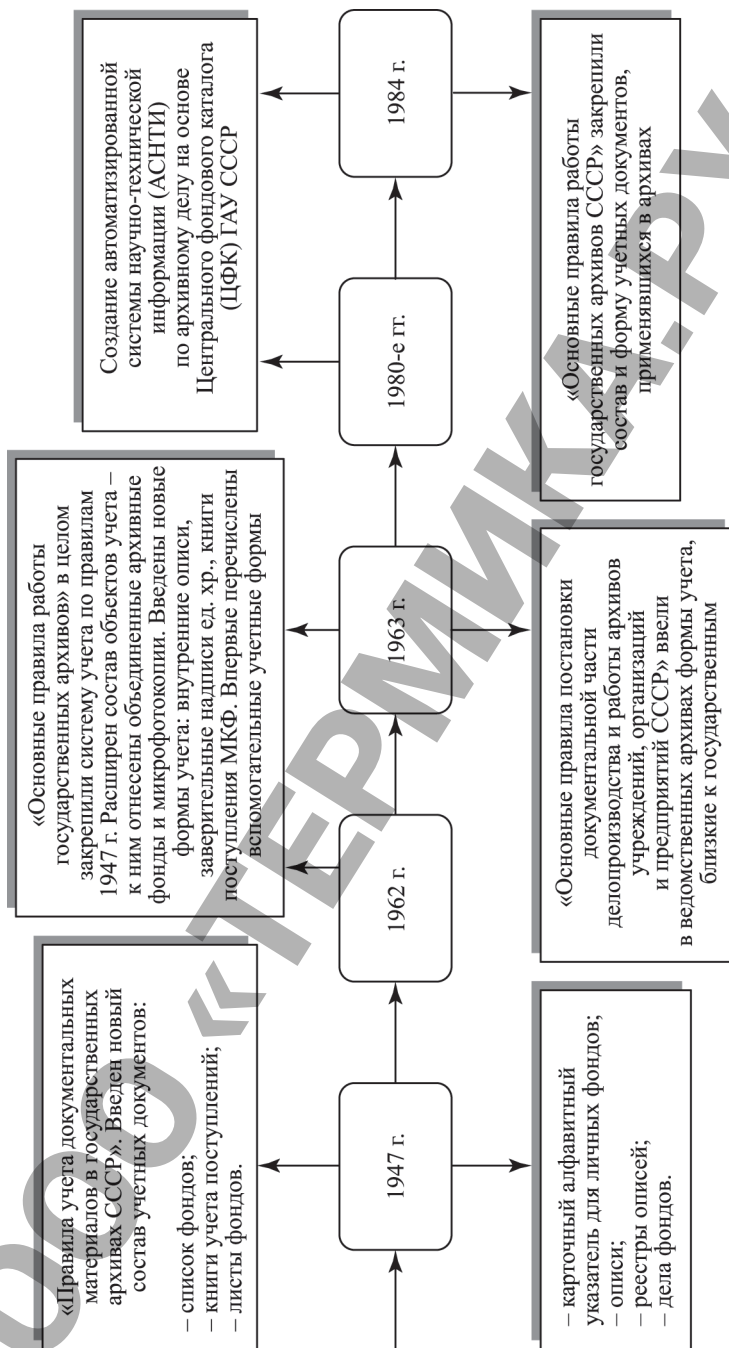 «Правила учета документальных
материалов в государственных
архивах СССР». Введен новый
состав учетных документов:
– список фондов;
– книги учета поступлений;
– листы фондов.
1947 г.
– карточный алфавитный
указатель для личных фондов;
– описи;
– реестры описей;
– дела фондов.
«Основные правила работы
государственных архивов» в целом
закрепили систему учета по правилам
1947 г. Расширен состав объектов учета –
к ним отнесены объединенные архивные
фонды и микрофотокопии. Введены новые
формы учета: внутренние описи,
заверительные надписи ед. хр., книги
поступления МКФ. Впервые перечислены
вспомогательные учетные формы
1962 г.
1963 г.
«Основные правила постановки
документальной части
делопроизводства и работы архивов
учреждений, организаций
и предприятий СССР» ввели
в ведомственных архивах формы учета,
близкие к государственным
Создание автоматизированной
системы научно-технической
информации (АСНТИ)
по архивному делу на основе
Центрального фондового каталога
(ЦФК) ГАУ СССР
1980-е гг.
1984 г.
«Основные правила работы
государственных архивов СССР» закрепили
состав и форму учетных документов,
применявшихся в архивах
ООО «ТЕРМИКА.РУ